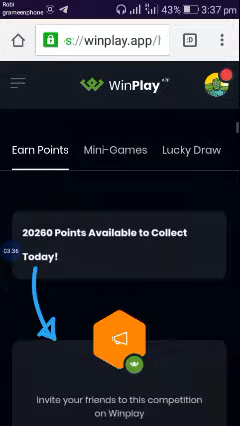 Robi
grameenphone
43%
3:37 pm
s://winplay.app/h
:D
WinPlay
Earn Points
Mini-Games
Lucky Draw
20260 Points Available to Collect
Today!
03:36
Invite your friends to this competition
on Winplay